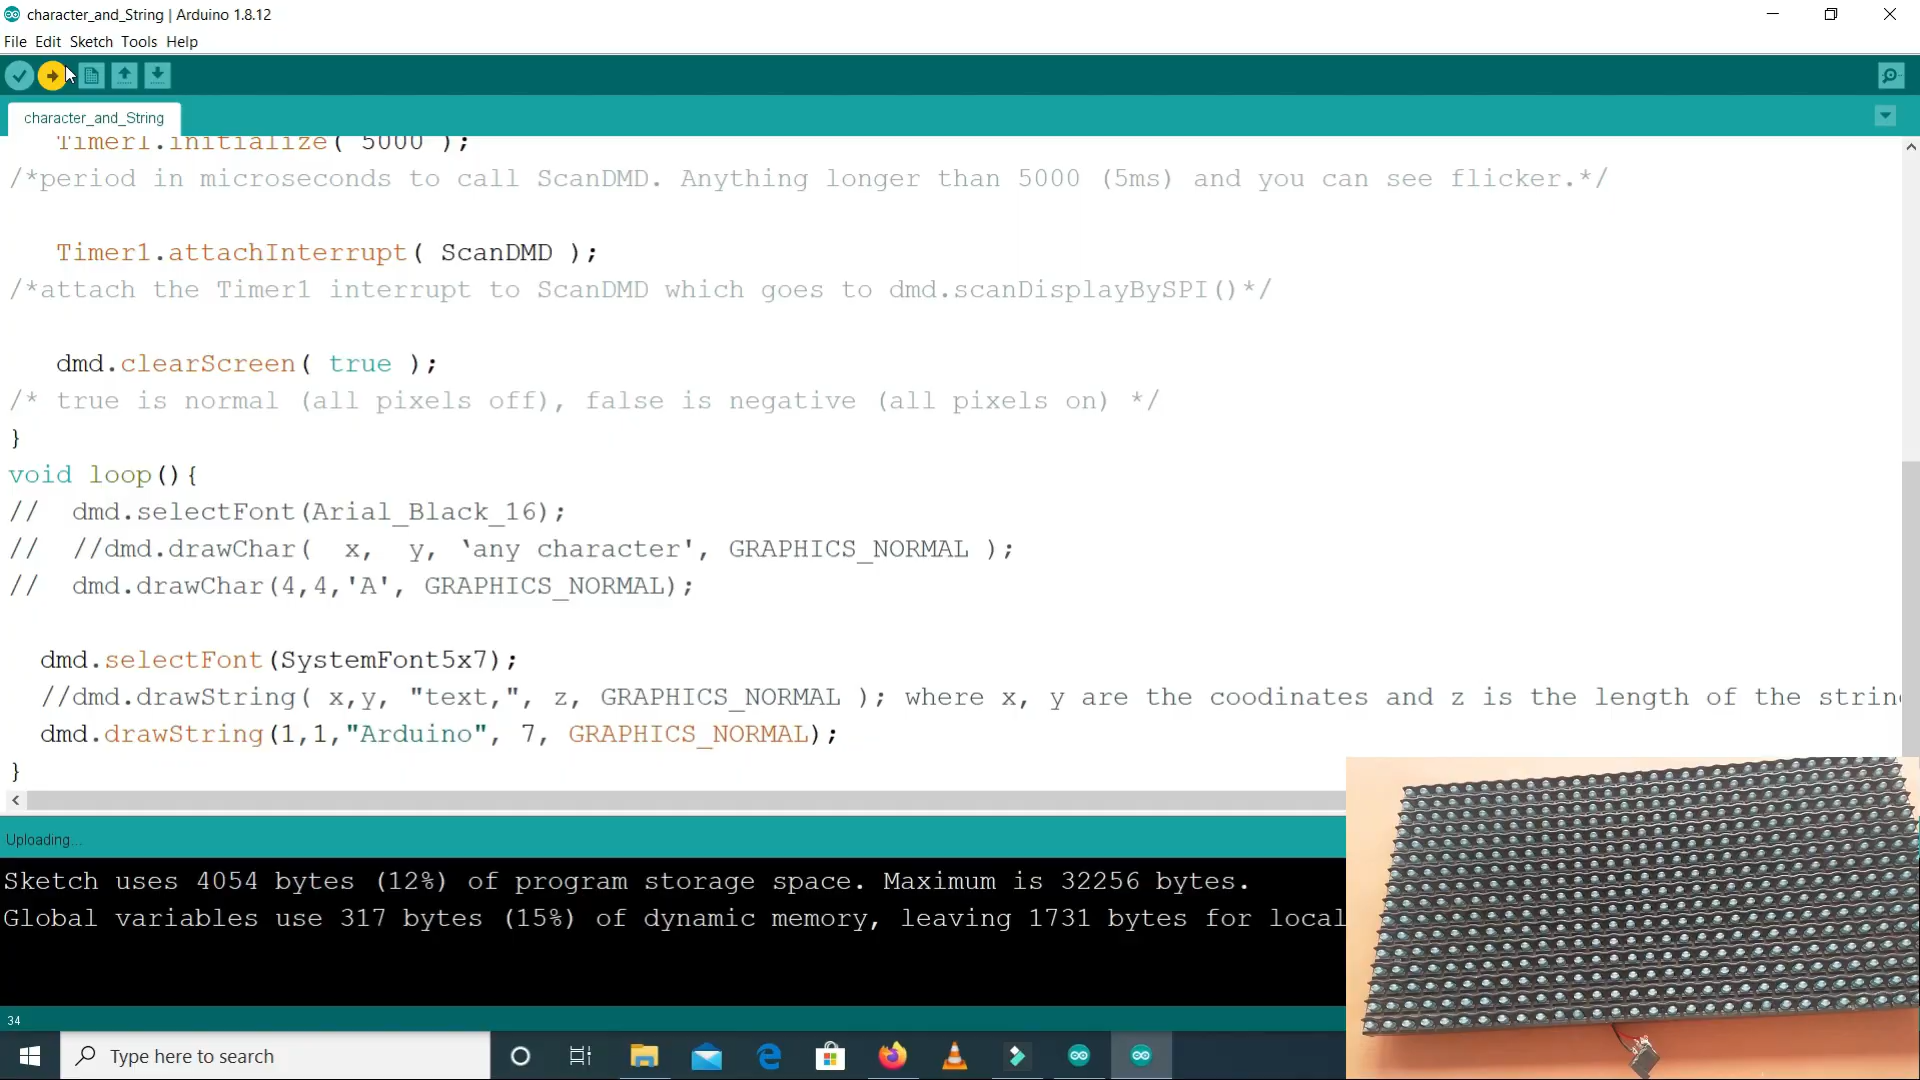 character_and_String | Arduino 1.8.12
File Edit Sketch Tools Help
character_and_String
Timer1.initialize( 5000 );
/*period in microseconds to call ScanDMD. Anything longer than 5000 (5ms) and you can see flicker.*/
Timer1.attachInterrupt( ScanDMD );
/*attach the Timer1 interrupt to ScanDMD which goes to dmd.scanDisplayBySPI()*/
dmd.clearScreen( true );
/* true is normal (all pixels off), false is negative (all pixels on) */
}
void loop(){
//  dmd.selectFont(Arial_Black_16);
//  //dmd.drawChar(  x,  y, ‘any character', GRAPHICS_NORMAL );
//  dmd.drawChar(4,4,'A', GRAPHICS_NORMAL);
dmd.selectFont(SystemFont5x7);
//dmd.drawString( x,y, "text,", z, GRAPHICS_NORMAL ); where x, y are the coodinates and z is the length of the strin
dmd.drawString(1,1,"Arduino", 7, GRAPHICS_NORMAL);
}
Uploading...
Sketch uses 4054 bytes (12%) of program storage space. Maximum is 32256 bytes.
Global variables use 317 bytes (15%) of dynamic memory, leaving 1731 bytes for local
34
Type here to search